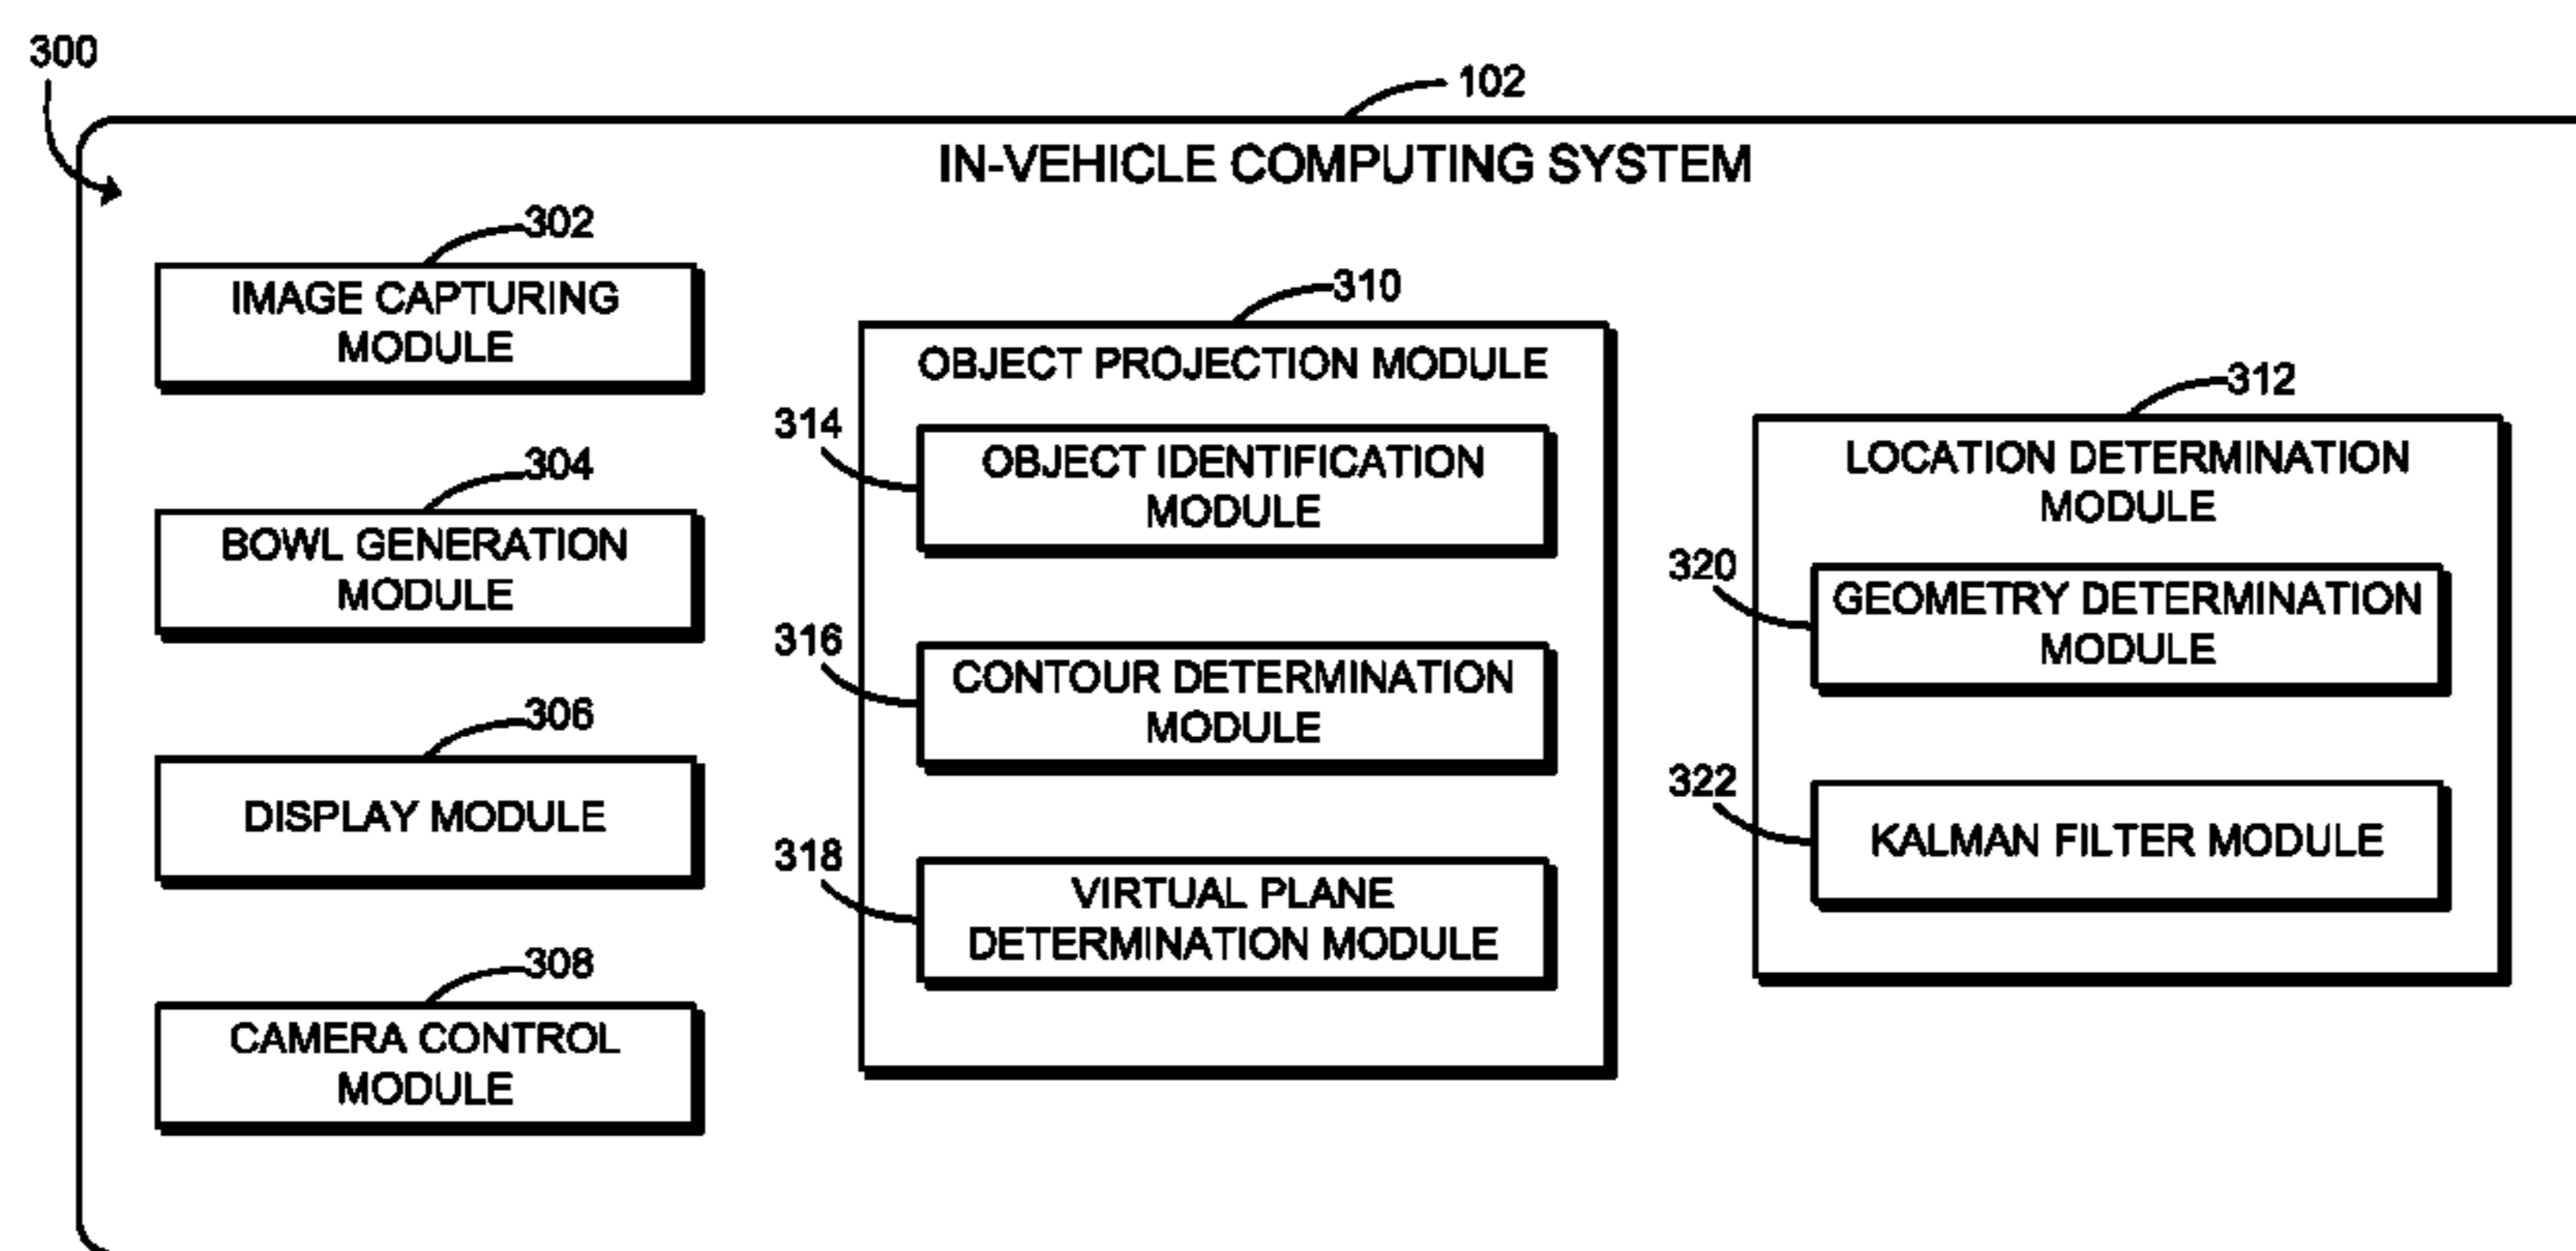 300
102
IN-VEHICLE COMPUTING SYSTEM
302
IMAGE CAPTURING
MODULE
304
BOWL GENERATION
MODULE
306
DISPLAY MODULE
308
CAMERA CONTROL
MODULE
310
OBJECT PROJECTION MODULE
314
OBJECT IDENTIFICATION
MODULE
316
CONTOUR DETERMINATION
MODULE
318
VIRTUAL PLANE
DETERMINATION MODULE
312
LOCATION DETERMINATION
MODULE
320
GEOMETRY DETERMINATION
MODULE
322
KALMAN FILTER MODULE